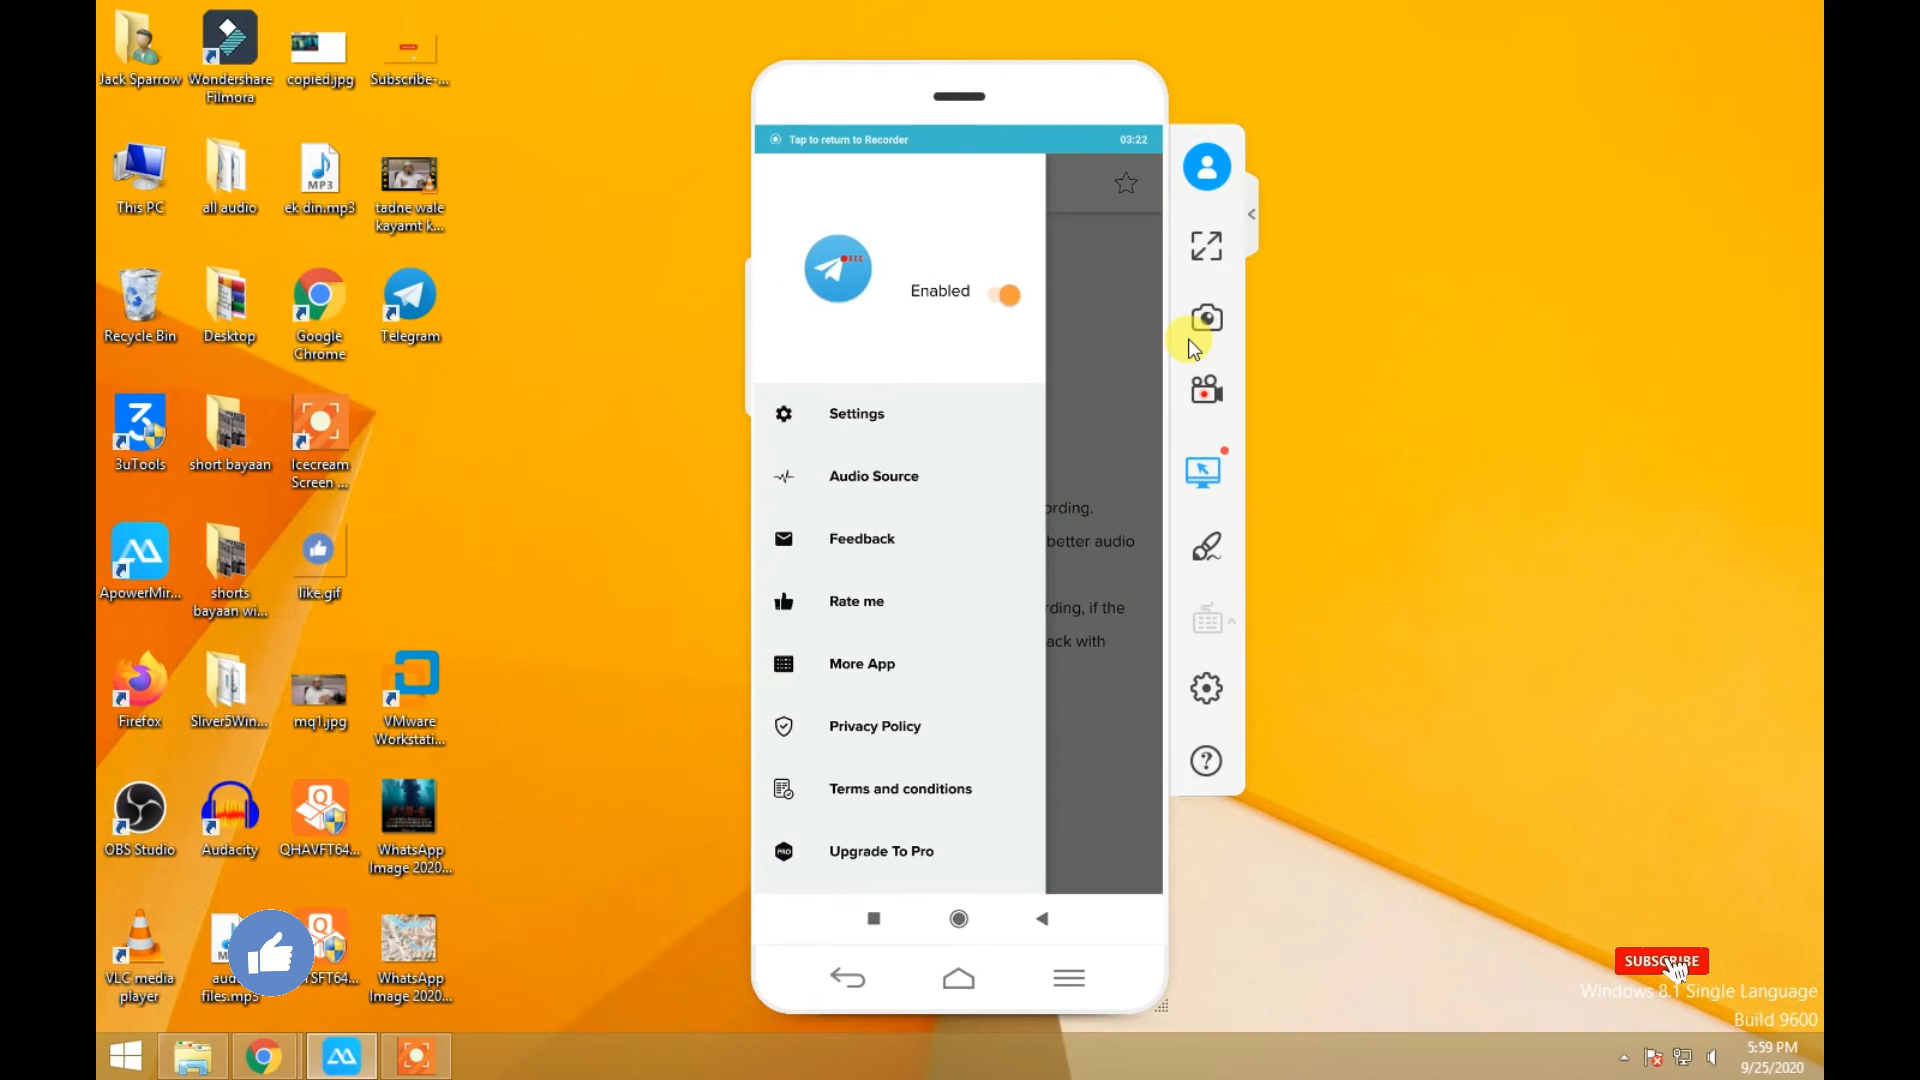 Jack Sparrow
Wondershare
Filmora
copied.jpg
Subscribe-...
This PC
all audio
MP3
ek din.mp3
tadne wale
kayamt k...
Recycle Bin
Desktop
Google
Chrome
Telegram
3uTools
short bayaan
Icecream
Screen ...
ApowerMir...
shorts
bayaan wi...
like.gif
Firefox
Sliver5Win...
mq1.jpg
VMware
Workstati...
OBS Studio
Audacity
QHAVFT64...
WhatsApp
Image 2020...
VLC media
player
files.mp3
WhatsApp
Image 2020...
Tap to return to Recorder
03:22
REC
Enabled
Settings
Audio Source
Feedback
Rate me
More App
Privacy Policy
Terms and conditions
PRO
Upgrade To Pro
better audio
if the
with
SUBSCRIBE
Windows 8.1 Single Language
Build 9600
5:59 PM
9/25/2020